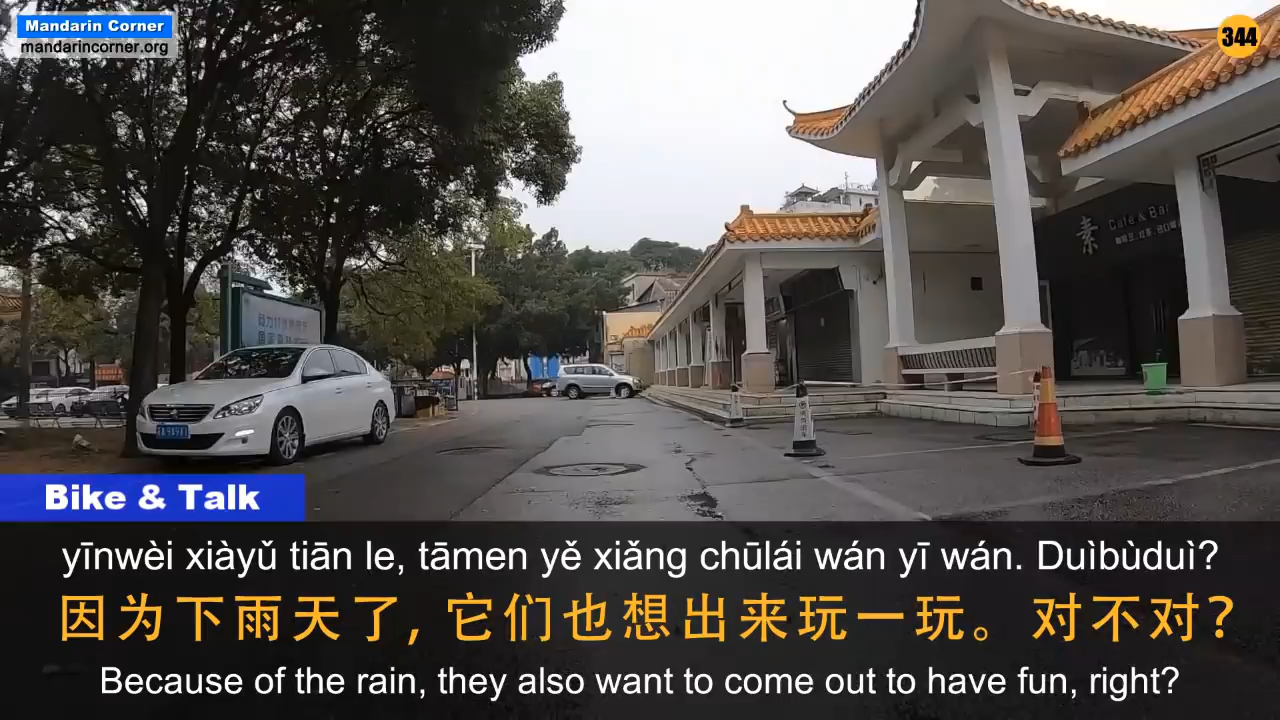 Mandarin Corner
mandarincorner.org
344
素
Cafe & Bar
Bike & Talk
yīnwèi xiàyǔ tiān le, tāmen yě xiǎng chūlái wán yī wán. Duìbùduì?
因为下雨天了, 它们也想出来玩一玩。对不对?
Because of the rain, they also want to come out to have fun, right?